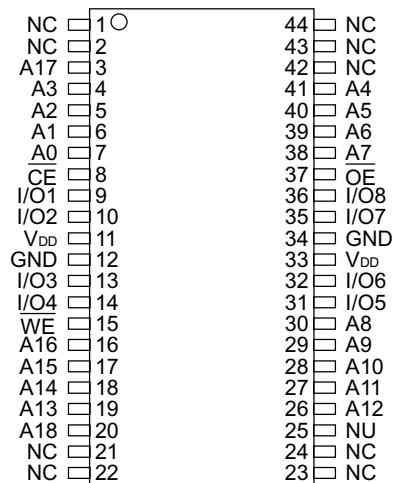 NC 1 44 NC
NC 2 43 NC
A17 3 42 NC
A3 4 41 A4
A2 5 40 A5
A1 6 39 A6
A0 7 38 A7
C̅E̅ 8 37 O̅E̅
I/O1 9 36 I/O8
I/O2 10 35 I/O7
VDD 11 34 GND
GND 12 33 VDD
I/O3 13 32 I/O6
I/O4 14 31 I/O5
W̅E̅ 15 30 A8
A16 16 29 A9
A15 17 28 A10
A14 18 27 A11
A13 19 26 A12
A18 20 25 NU
NC 21 24 NC
NC 22 23 NC